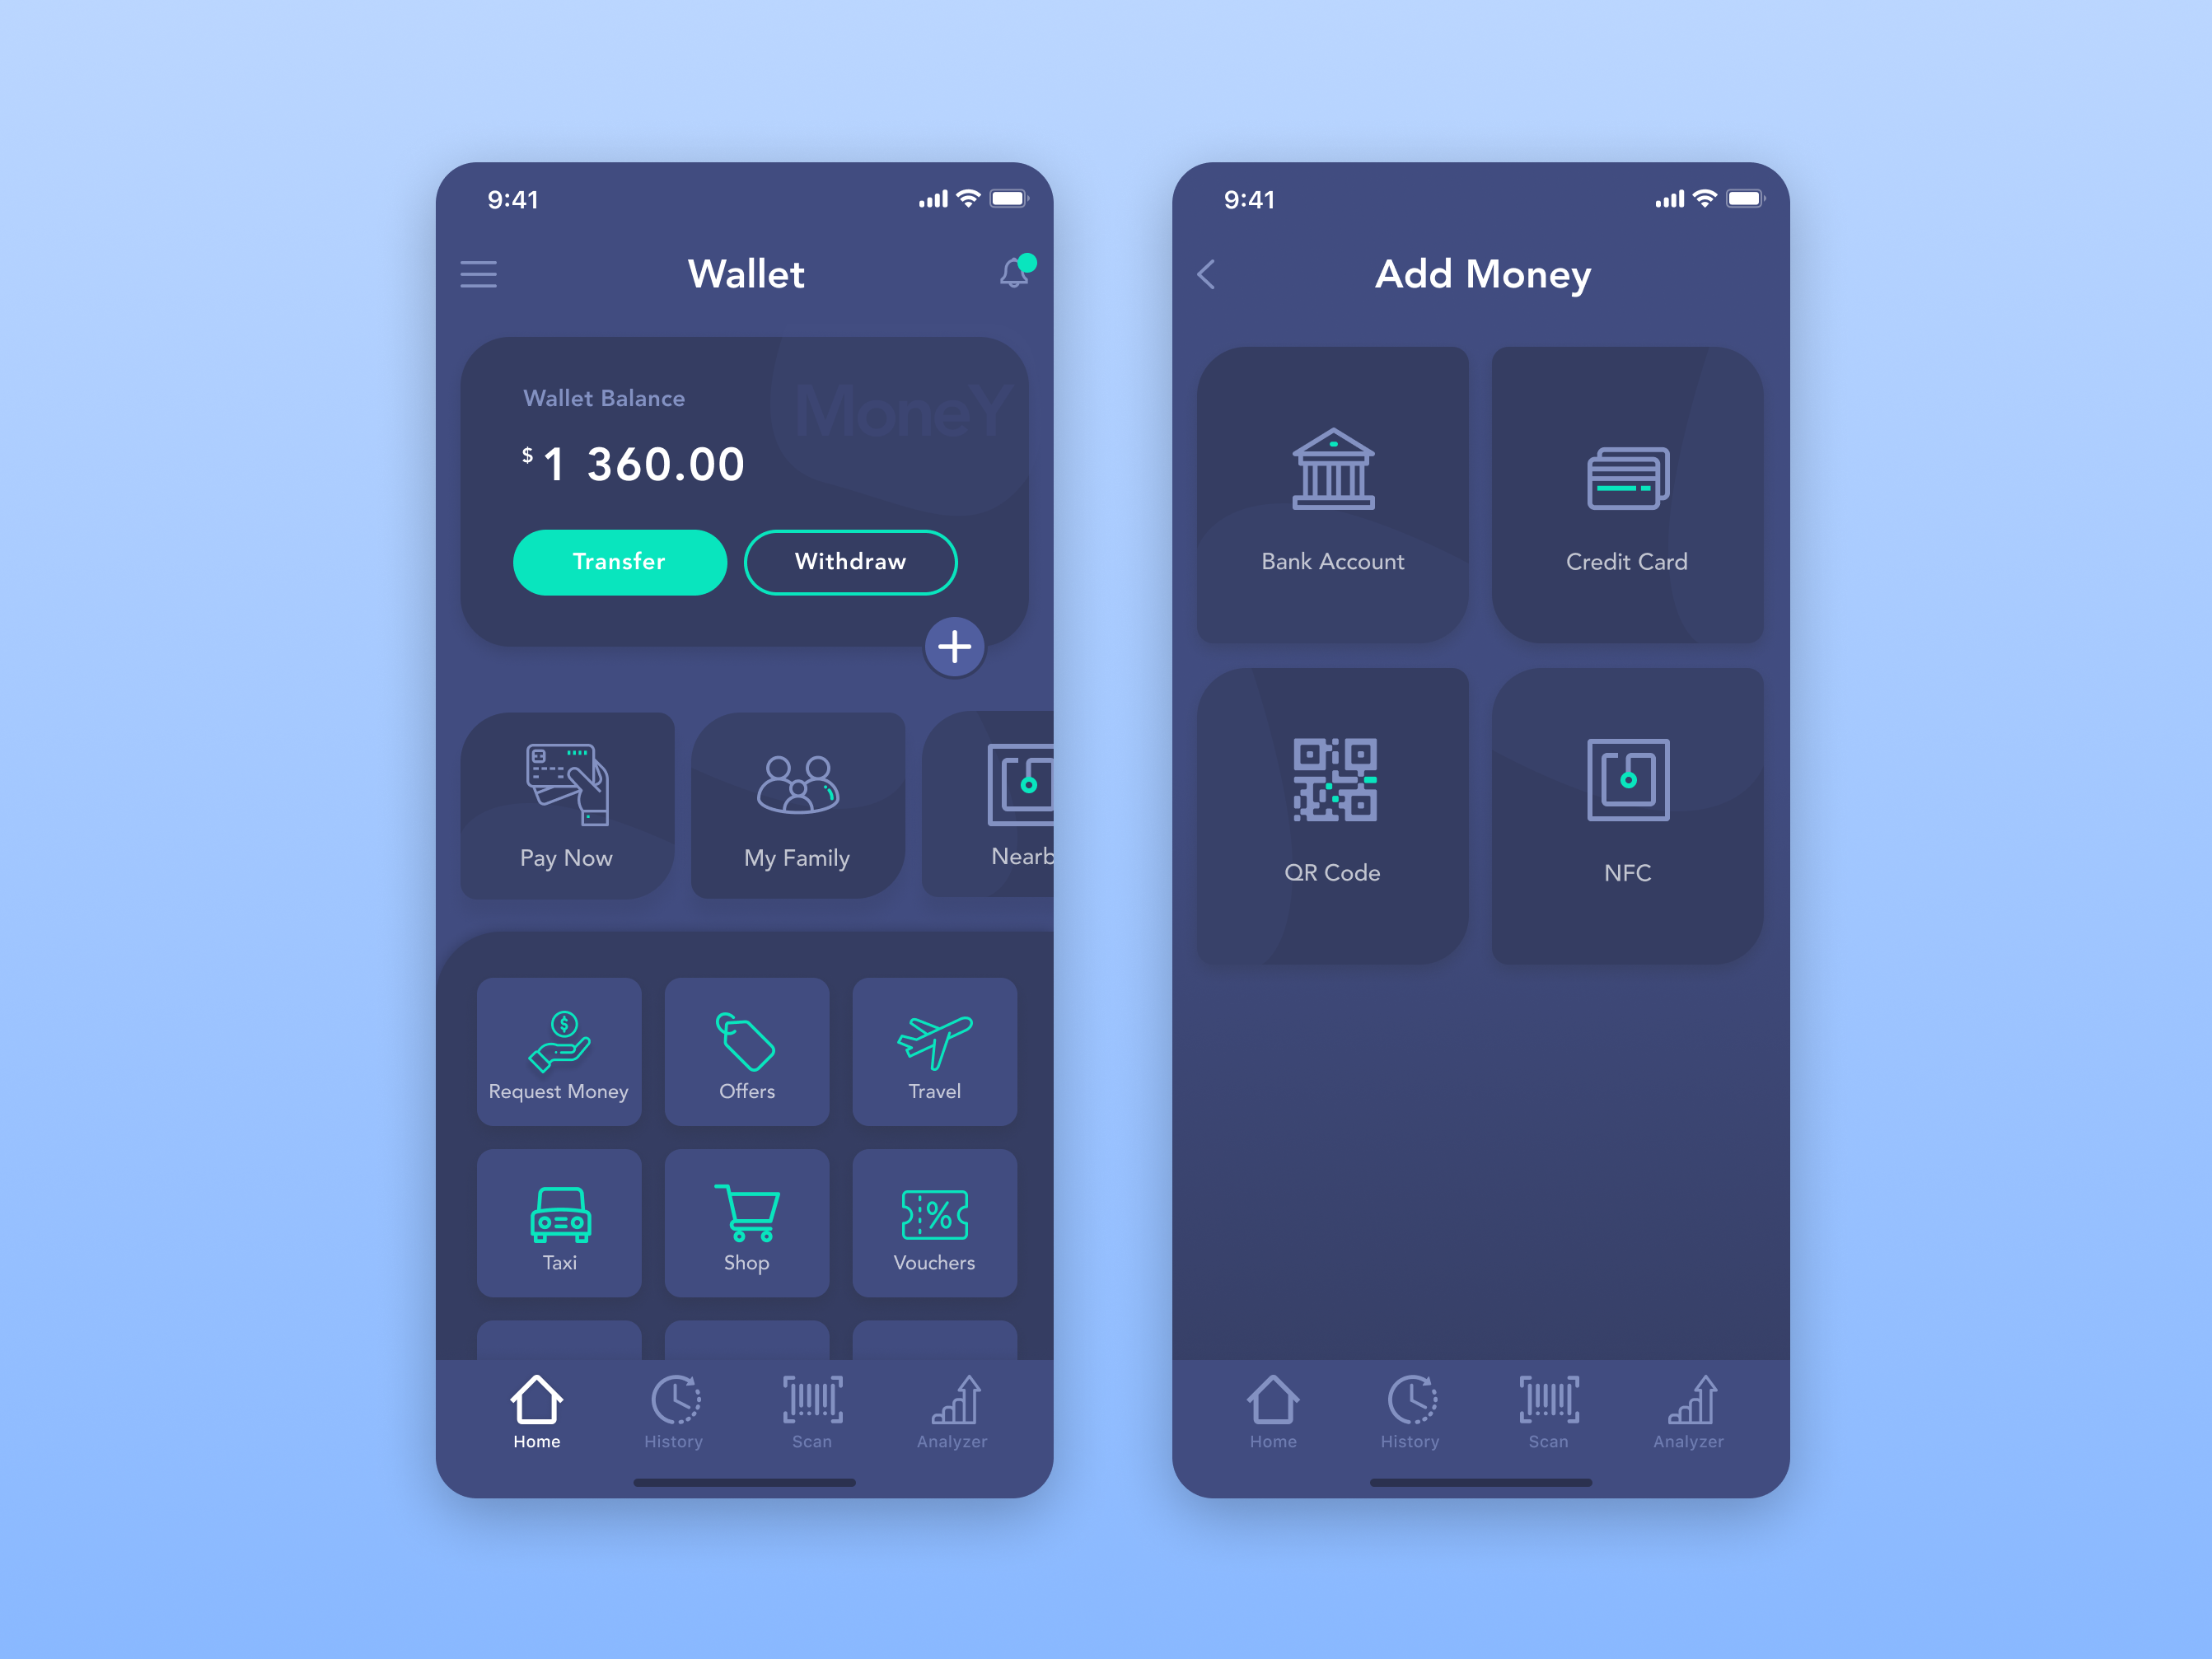 9:41
Wallet
MoneY
Wallet Balance
$ 1 360.00
Transfer
Withdraw
Pay Now
My Family
Nearb
$
Request Money
Offers
Travel
%
Taxi
Shop
Vouchers
Home
History
Scan
Analyzer
9:41
Add Money
Bank Account
Credit Card
QR Code
NFC
Home
History
Scan
Analyzer